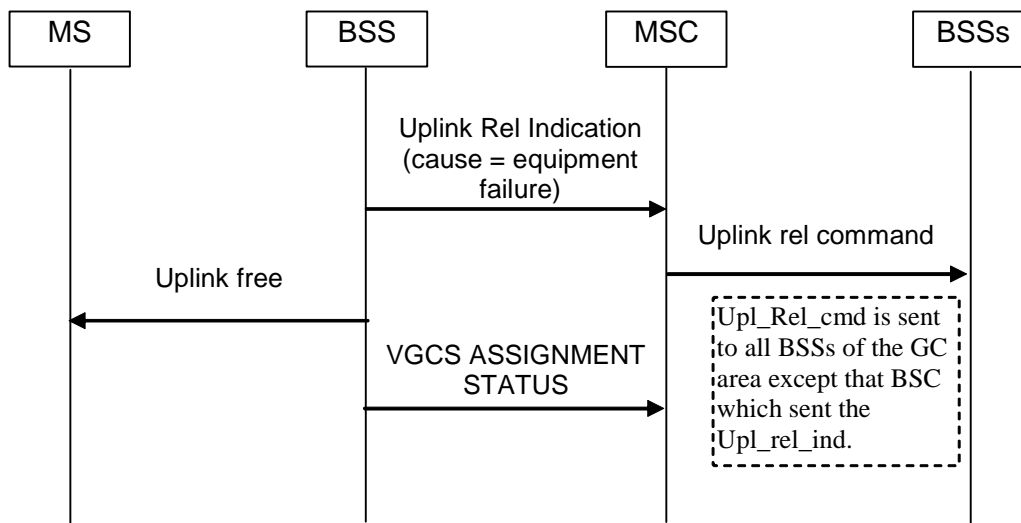 MS
BSS
MSC
BSSs
Uplink Rel Indication
(cause = equipment
failure)
Uplink rel command
Uplink free
Upl_Rel_cmd is sent
to all BSSs of the GC
area except that BSC
which sent the
Upl_rel_ind.
VGCS ASSIGNMENT
STATUS